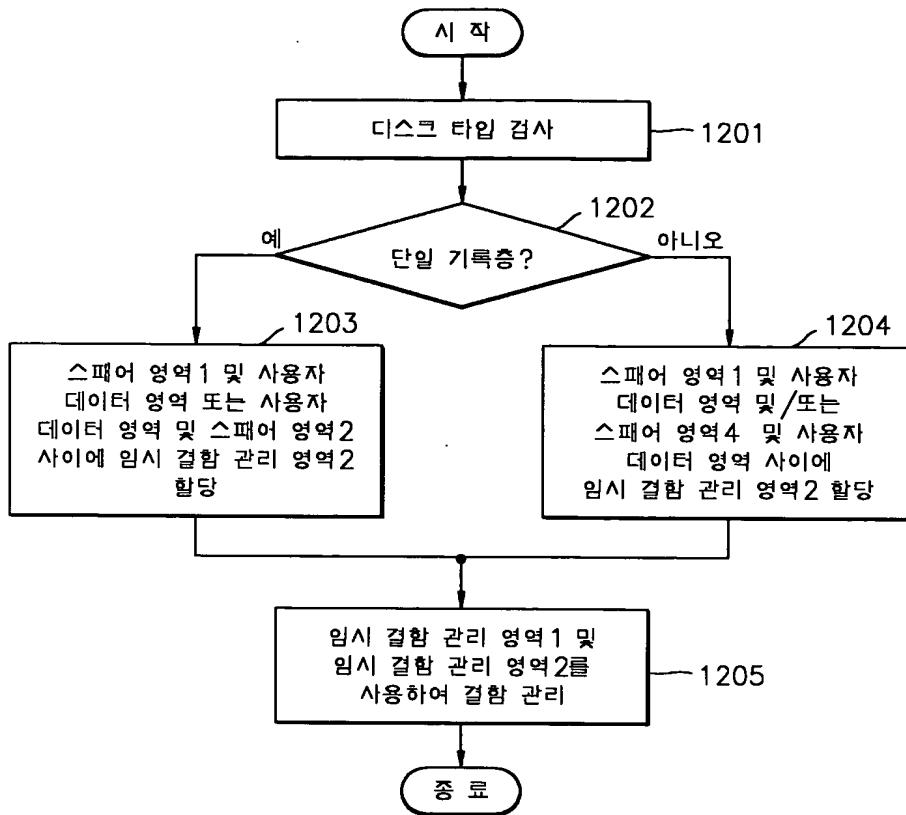 시 작
디스크 타입 검사
1201
1202
예
단일 기록층?
아니오
1203
스패어 영역1 및 사용자
데이터 영역 또는 사용자
데이터 영역 및 스패어 영역2
사이에 임시 결함 관리 영역2
할당
1204
스패어 영역1 및 사용자
데이터 영역 및/또는
스패어 영역4 및 사용자
데이터 영역 사이에
임시 결함 관리 영역2 할당
임시 결함 관리 영역1 및
임시 결함 관리 영역2를
사용하여 결함 관리
1205
종 료